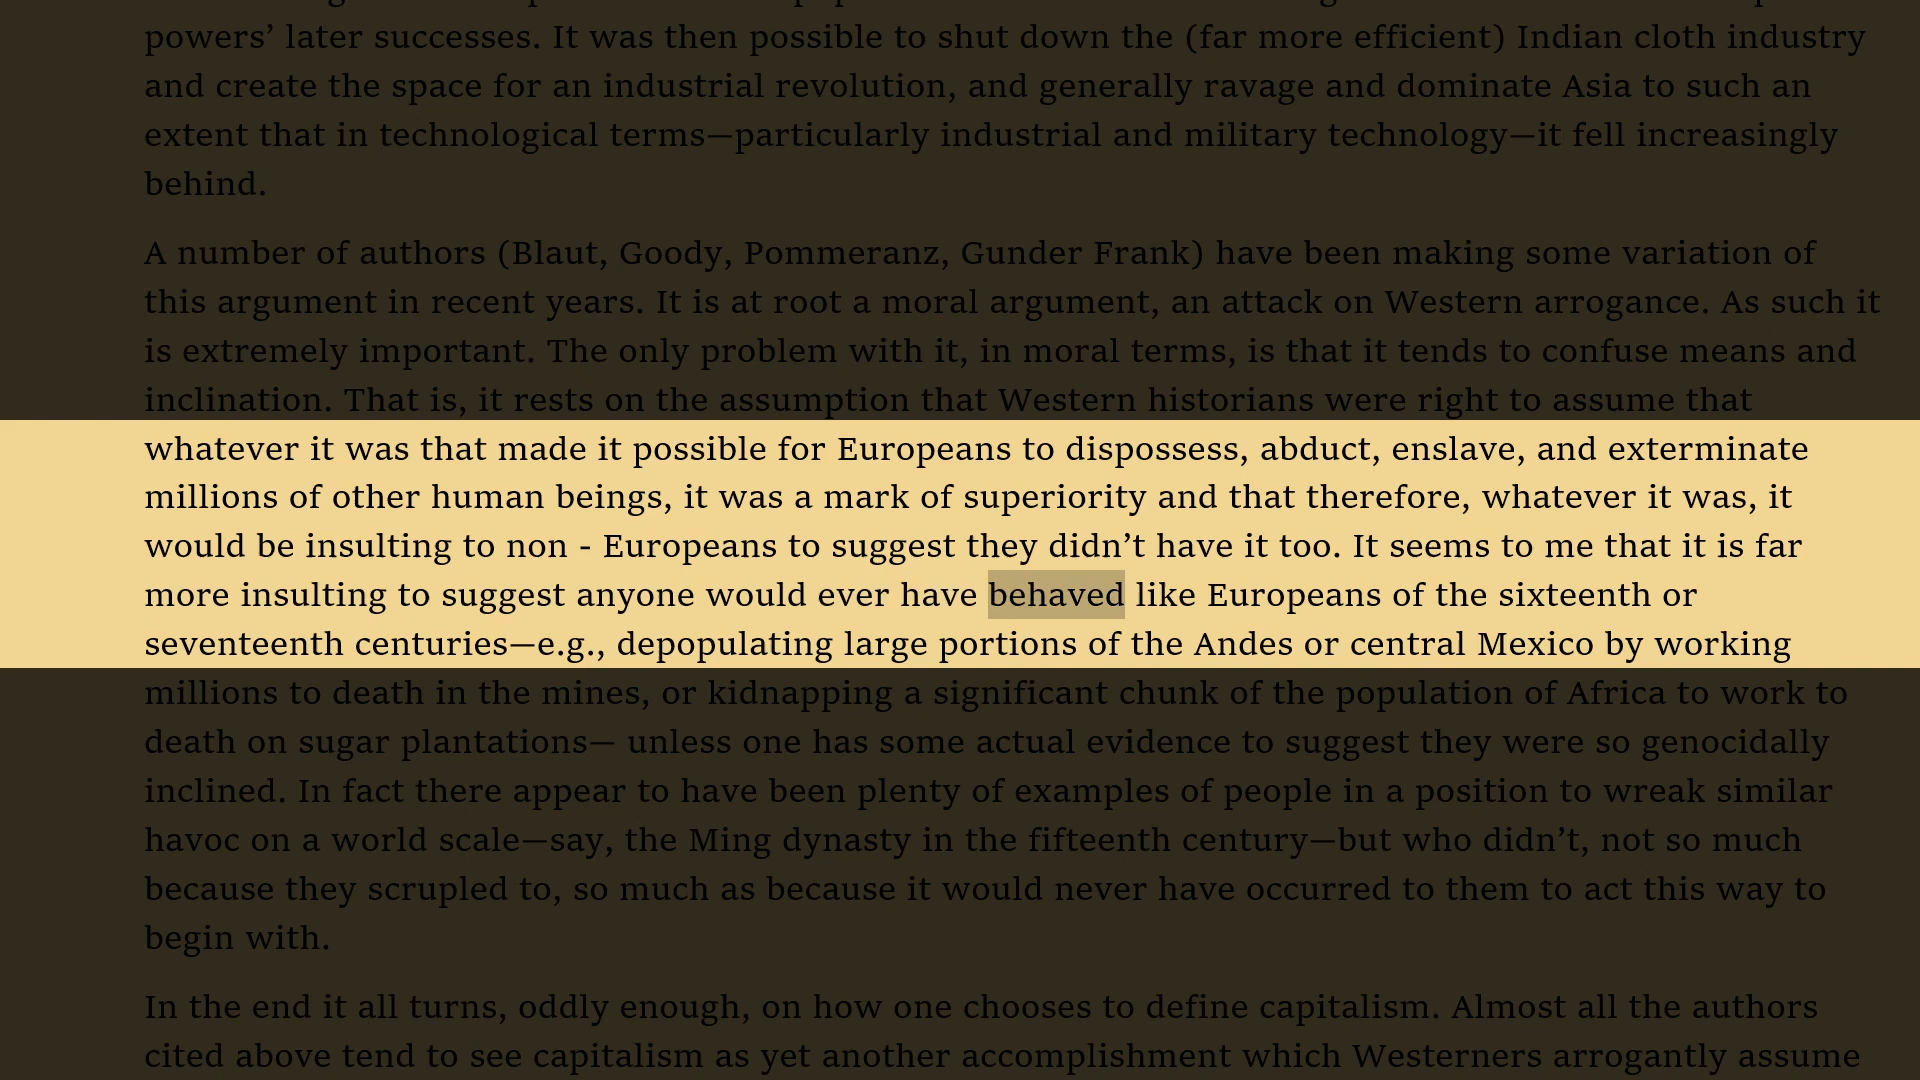 powers’ later successes. It was then possible to shut down the (far more efficient) Indian cloth industry
and create the space for an industrial revolution, and generally ravage and dominate Asia to such an
extent that in technological terms—particularly industrial and military technology—it fell increasingly
behind.
A number of authors (Blaut, Goody, Pommeranz, Gunder Frank) have been making some variation of
this argument in recent years. It is at root a moral argument, an attack on Western arrogance. As such it
is extremely important. The only problem with it, in moral terms, is that it tends to confuse means and
inclination. That is, it rests on the assumption that Western historians were right to assume that
whatever it was that made it possible for Europeans to dispossess, abduct, enslave, and exterminate
millions of other human beings, it was a mark of superiority and that therefore, whatever it was, it
would be insulting to non - Europeans to suggest they didn’t have it too. It seems to me that it is far
more insulting to suggest anyone would ever have behaved like Europeans of the sixteenth or
seventeenth centuries—e.g., depopulating large portions of the Andes or central Mexico by working
millions to death in the mines, or kidnapping a significant chunk of the population of Africa to work to
death on sugar plantations— unless one has some actual evidence to suggest they were so genocidally
inclined. In fact there appear to have been plenty of examples of people in a position to wreak similar
havoc on a world scale—say, the Ming dynasty in the fifteenth century—but who didn’t, not so much
because they scrupled to, so much as because it would never have occurred to them to act this way to
begin with.
In the end it all turns, oddly enough, on how one chooses to define capitalism. Almost all the authors
cited above tend to see capitalism as yet another accomplishment which Westerners arrogantly assume